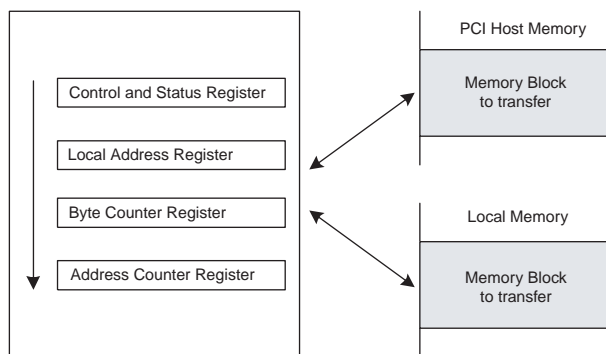 Control and Status Register
Local Address Register
Byte Counter Register
Address Counter Register
PCI Host Memory
Memory Block
to transfer
Local Memory
Memory Block
to transfer